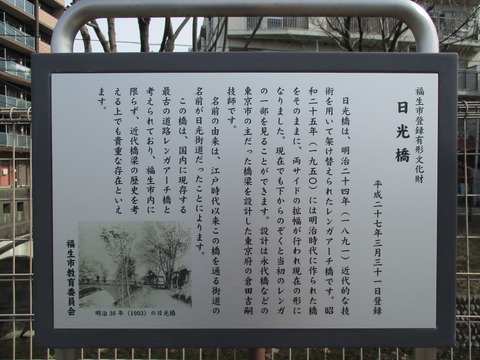 福生市登録有形文化財
日光橋
平成二十七年三月三十一日登録
日光橋は、明治二十四年（一八九一）近代的な技
術を用いて架け替えられたレンガアーチ橋です。昭
和二十五年（一九五〇）には明治時代に作られた橋
をそのままに、両サイドの拡幅が行われ現在の形に
なりました。現在でも下からのぞくと当初のレンガ
の一部を見ることができます。設計は永代橋などの
東京市の主だった橋梁を設計した東京府の倉田吉嗣
技師です。
名前の由来は、江戸時代以来この橋を通る街道の
名前が日光街道だったことによります。
この橋は、国内に現存する
最古の道路レンガアーチ橋と
考えられており、福生市内に
限らず、近代橋梁の歴史を考
える上でも貴重な存在といえ
ます。
明治36年（1903）の日光橋
福生市教育委員会